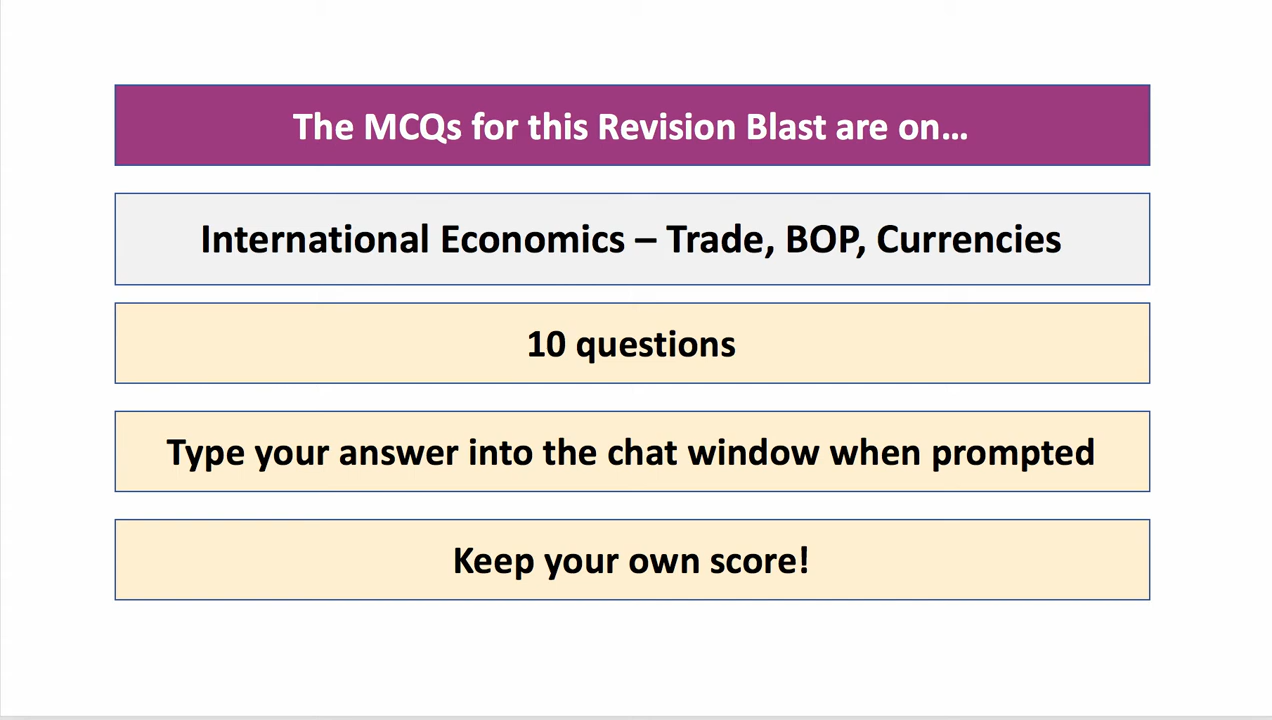 The MCQs for this Revision Blast are on…
International Economics – Trade, BOP, Currencies
10 questions
Type your answer into the chat window when prompted
Keep your own score!